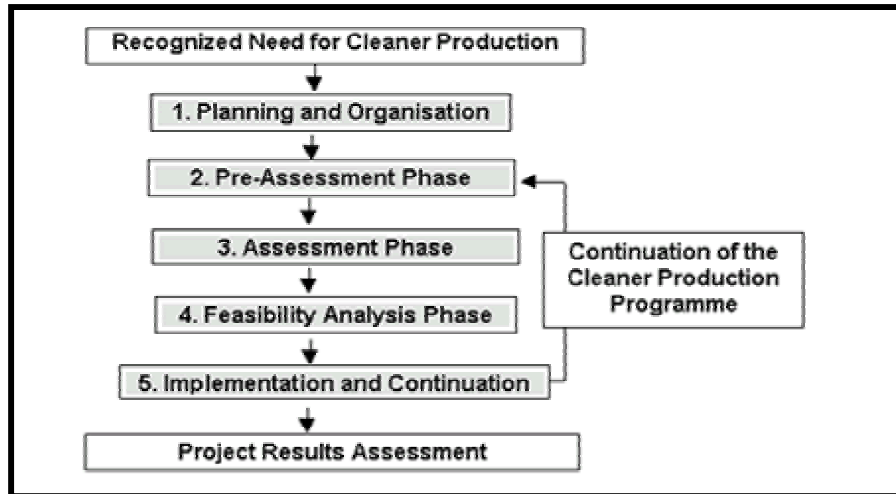 Recognized Need for Cleaner Production
1. Planning and Organisation
2. Pre-Assessment Phase
3. Assessment Phase
4. Feasibility Analysis Phase
5. Implementation and Continuation
Project Results Assessment
Continuation of the
Cleaner Production
Programme